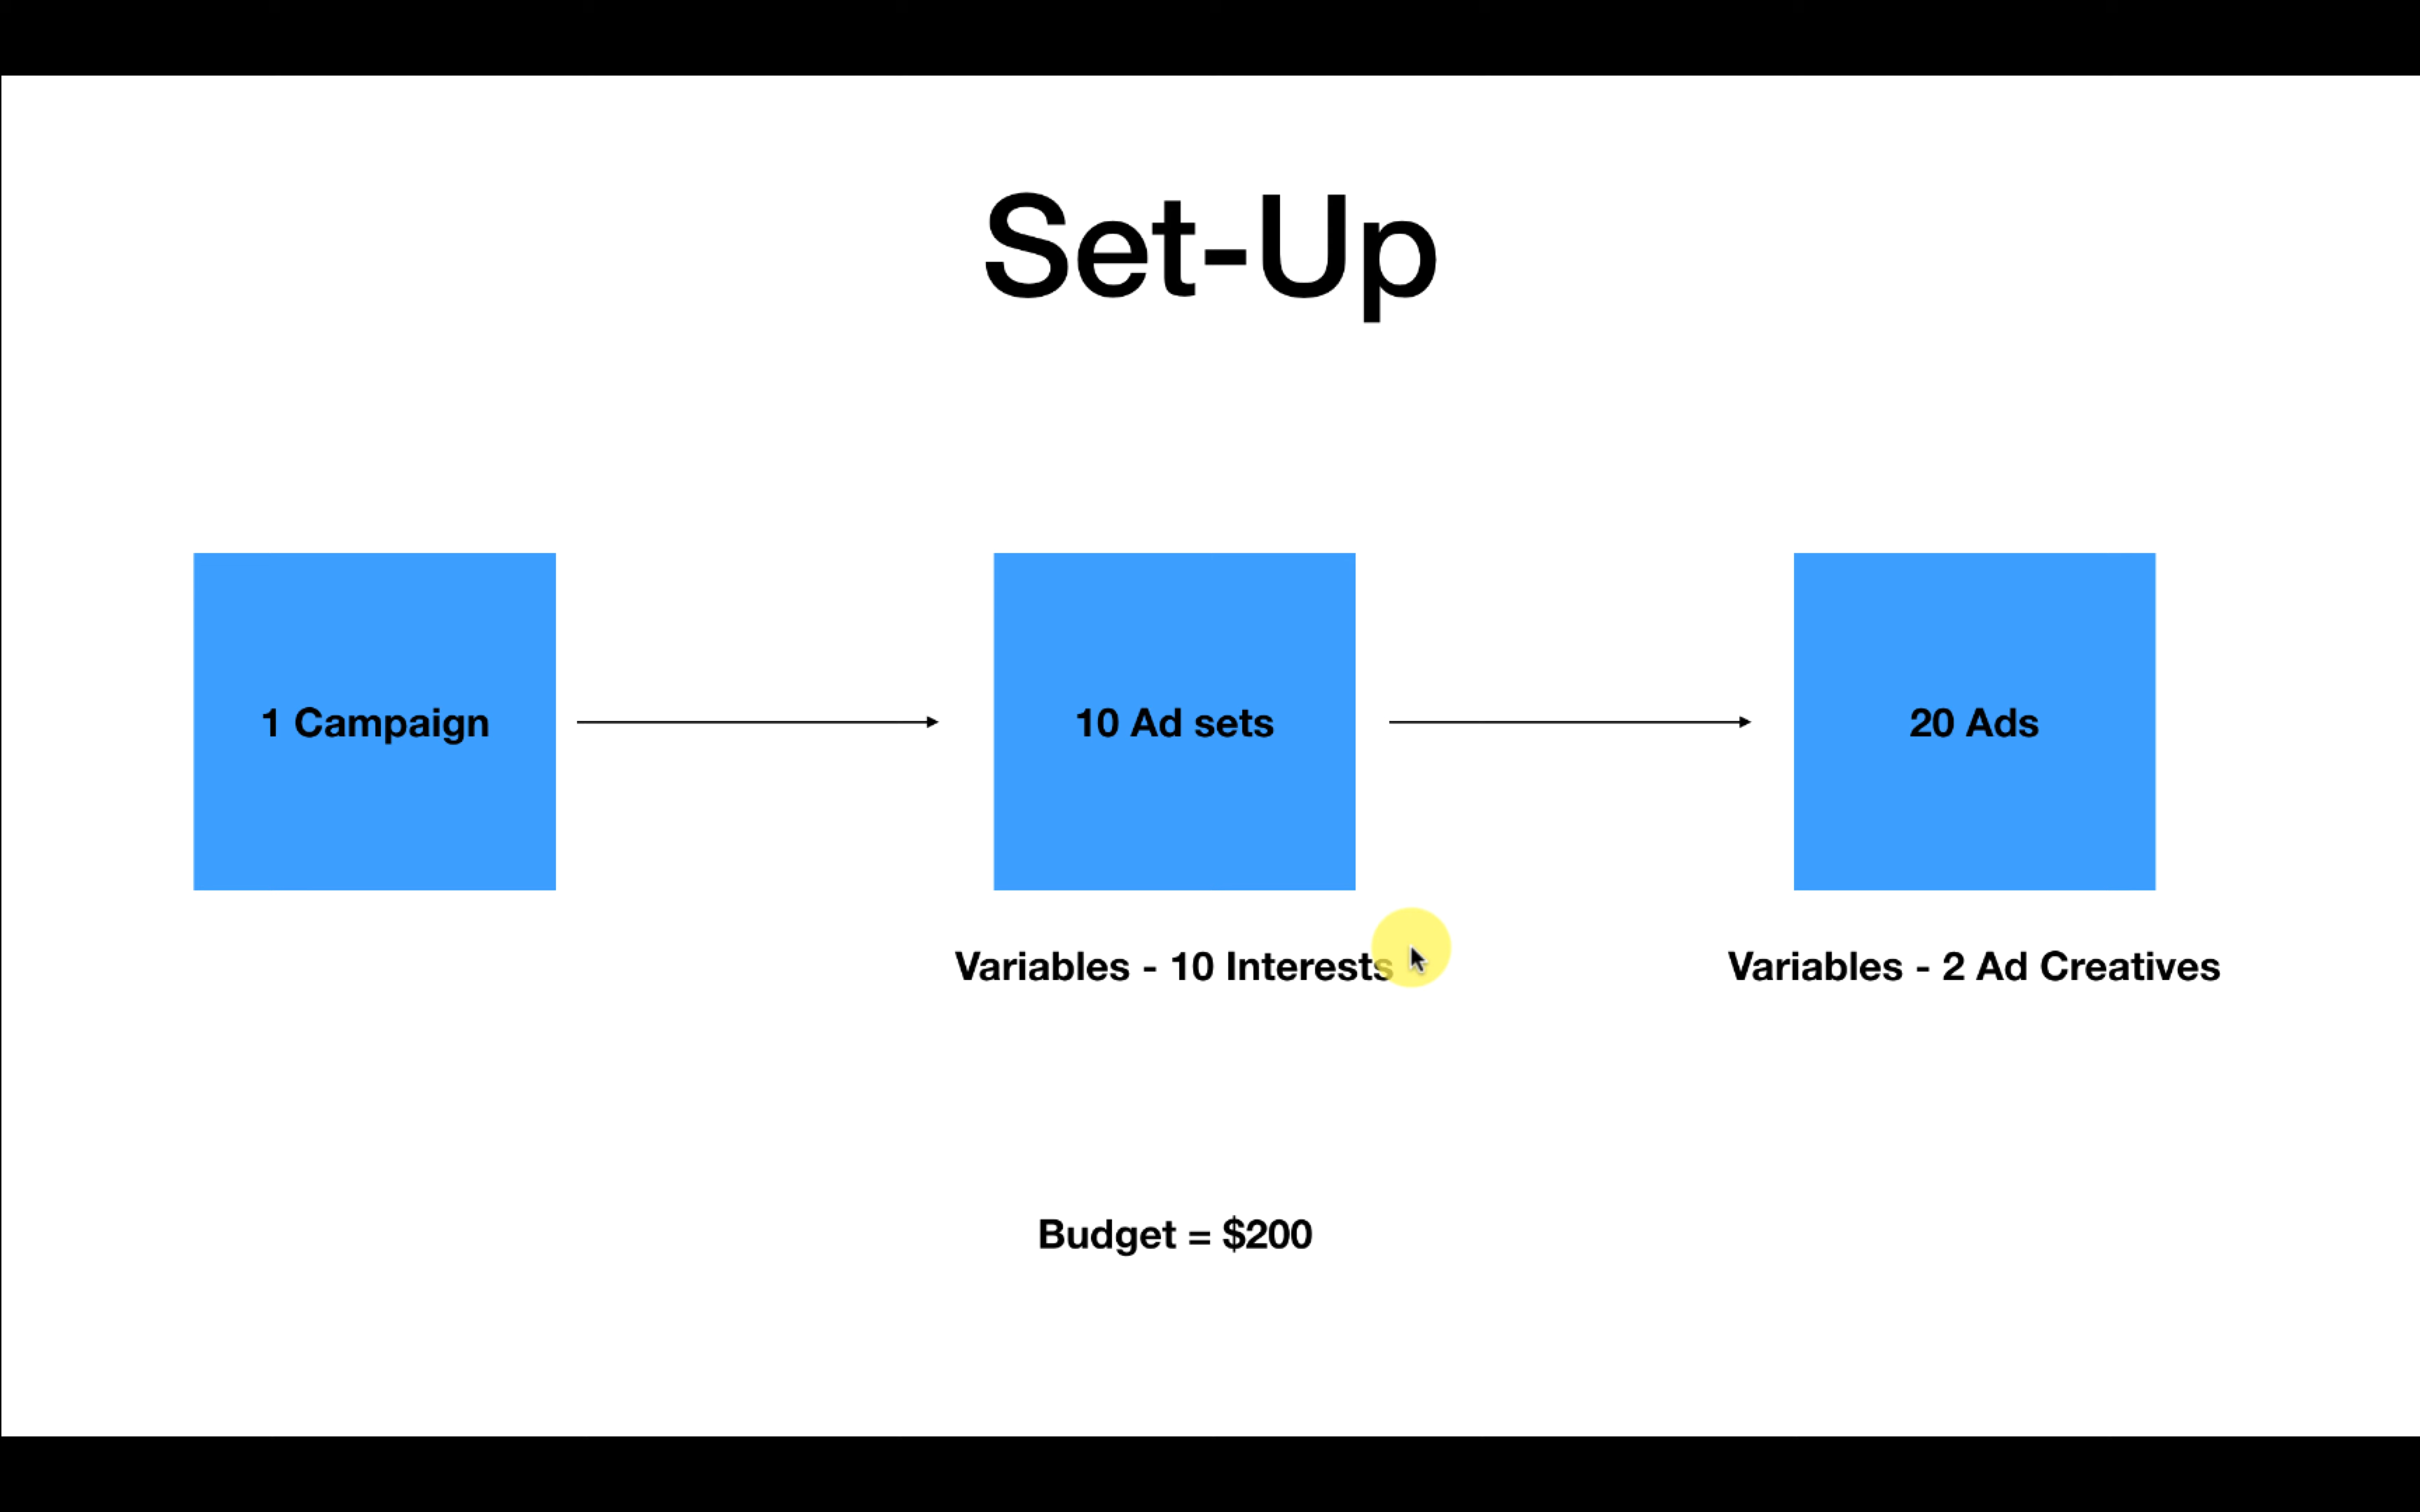 Set-Up
1 Campaign
10 Ad sets
20 Ads
Variables - 10 Interests
Variables - 2 Ad Creatives
Budget = $200